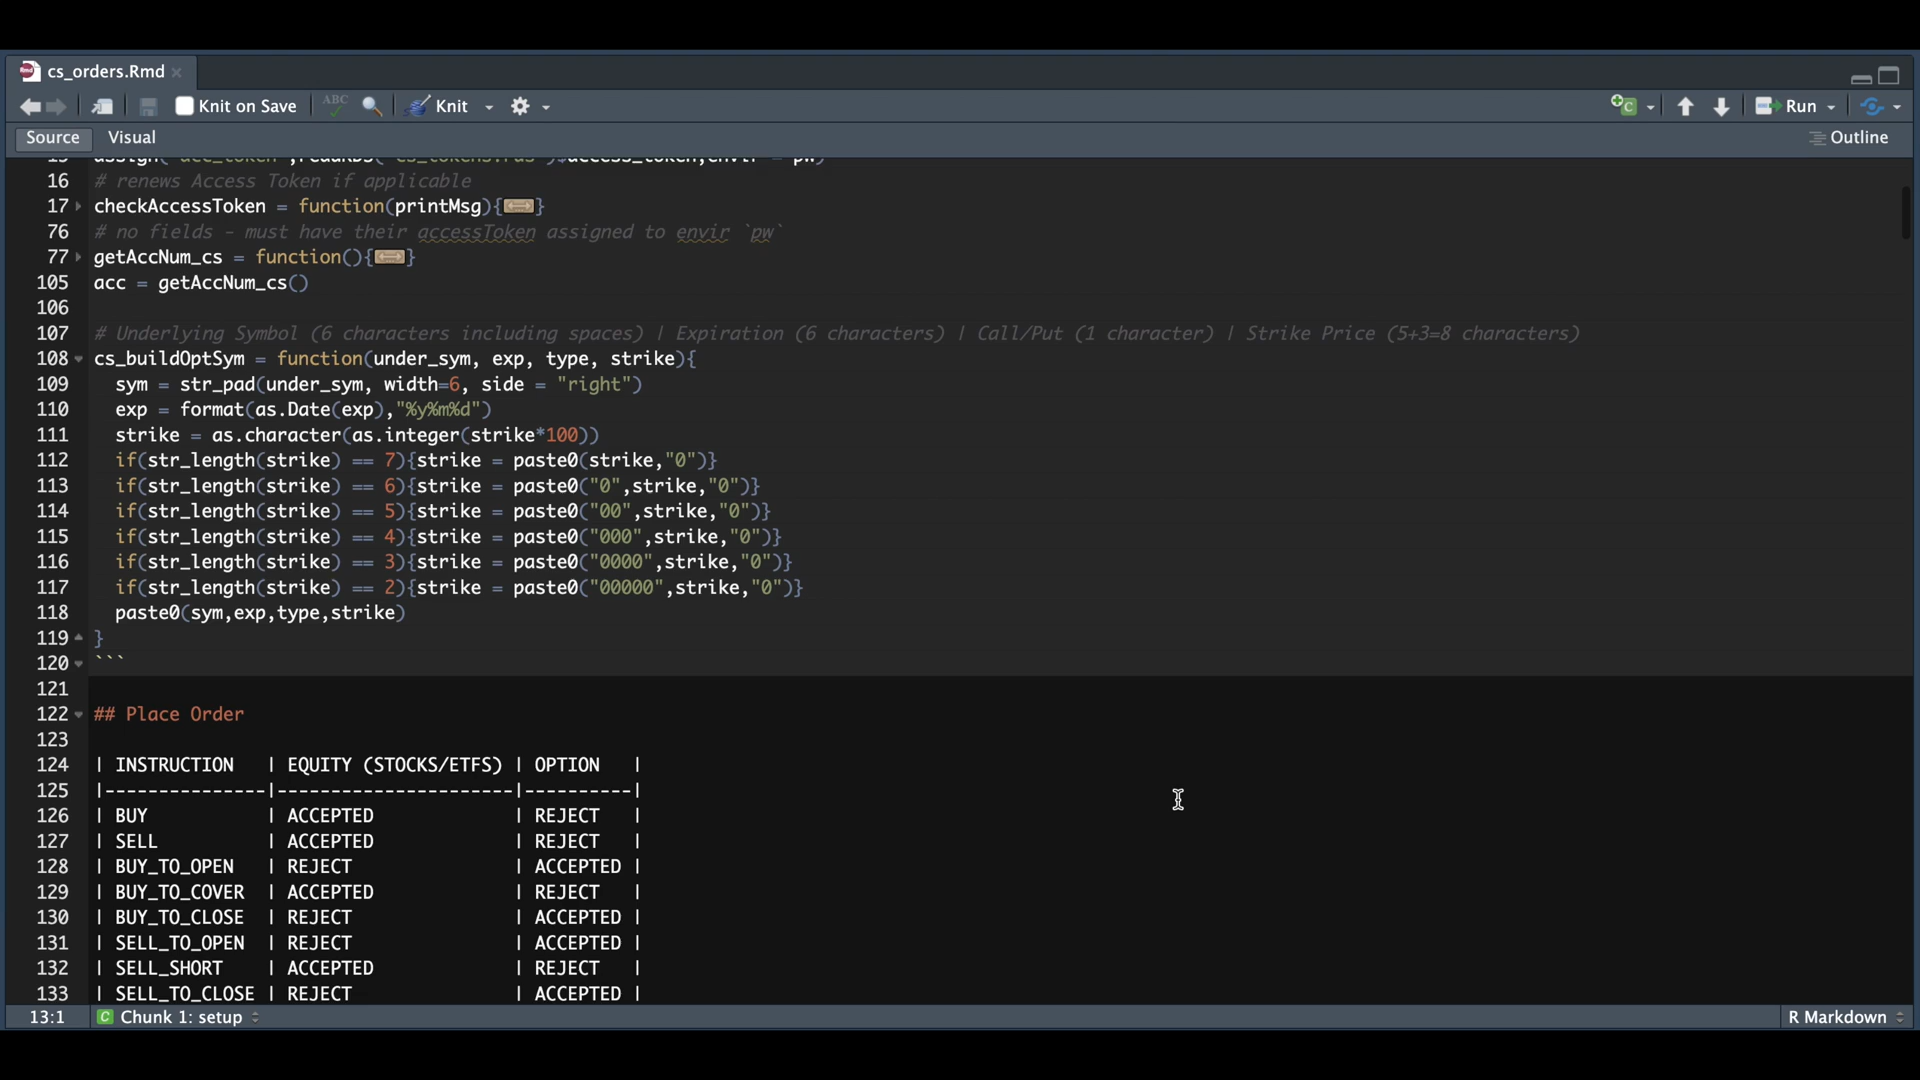 cs_orders.Rmd
Knit on Save
ABC
Knit
Run
Source Visual
Outline
16 # renews Access Token if applicable
17 checkAccessToken = function(printMsg){}
76 # no fields - must have their accessToken assigned to envir `pw`
77 getAccNum_cs = function(){}
105 acc = getAccNum_cs()
106
107 # Underlying Symbol (6 characters including spaces) | Expiration (6 characters) | Call/Put (1 character) | Strike Price (5+3=8 characters)
108 cs_buildOptSym = function(under_sym, exp, type, strike){
109 sym = str_pad(under_sym, width=6, side = "right")
110 exp = format(as.Date(exp),"%y%m%d")
111 strike = as.character(as.integer(strike*100))
112 if(str_length(strike) == 7){strike = paste0(strike,"0")}
113 if(str_length(strike) == 6){strike = paste0("0",strike,"0")}
114 if(str_length(strike) == 5){strike = paste0("00",strike,"0")}
115 if(str_length(strike) == 4){strike = paste0("000",strike,"0")}
116 if(str_length(strike) == 3){strike = paste0("0000",strike,"0")}
117 if(str_length(strike) == 2){strike = paste0("00000",strike,"0")}
118 paste0(sym,exp,type,strike)
119 }
120 ```
121
122 ## Place Order
123
124 | INSTRUCTION | EQUITY (STOCKS/ETFS) | OPTION |
125 |---------------|----------------------|----------|
126 | BUY | ACCEPTED | REJECT |
127 | SELL | ACCEPTED | REJECT |
128 | BUY_TO_OPEN | REJECT | ACCEPTED |
129 | BUY_TO_COVER | ACCEPTED | REJECT |
130 | BUY_TO_CLOSE | REJECT | ACCEPTED |
131 | SELL_TO_OPEN | REJECT | ACCEPTED |
132 | SELL_SHORT | ACCEPTED | REJECT |
133 | SELL_TO_CLOSE | REJECT | ACCEPTED |
13:1 C Chunk 1: setup
R Markdown